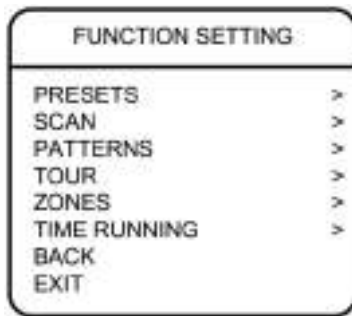 FUNCTION SETTING
PRESETS >
SCAN >
PATTERNS >
TOUR >
ZONES >
TIME RUNNING >
BACK
EXIT